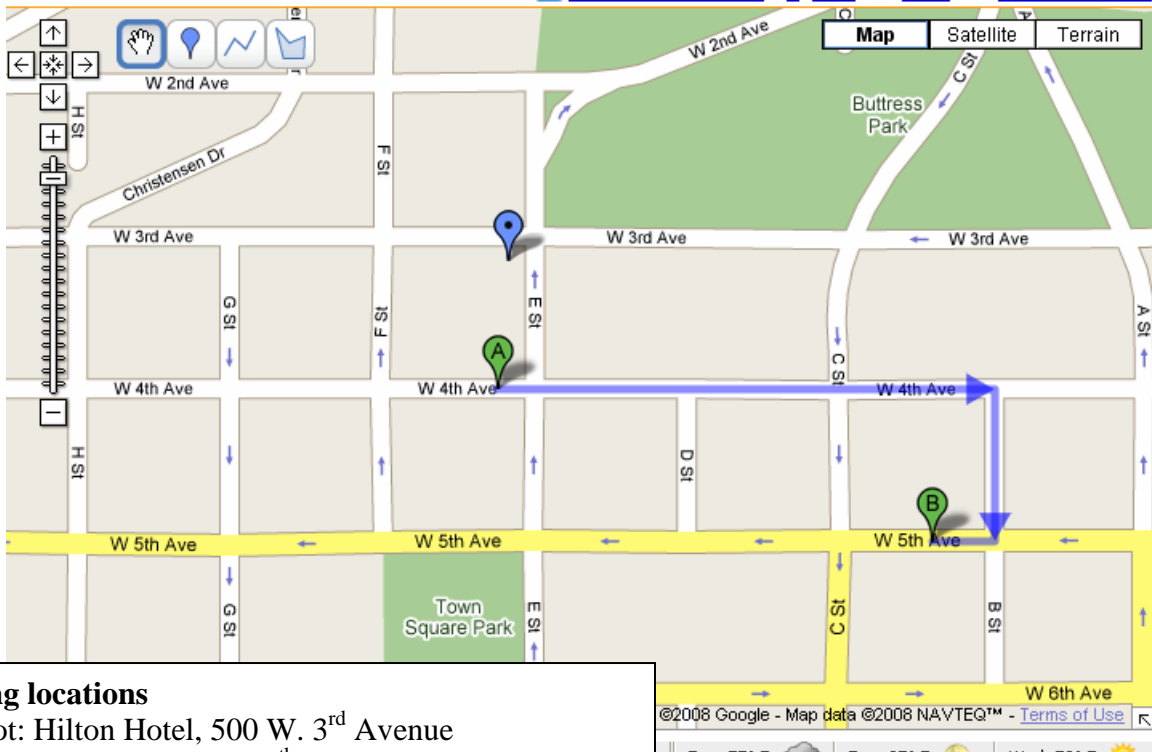 Map Satellite Terrain
W 2nd Ave
W 2nd Ave
C St
A
H St
Christensen Dr
F St
Buttress
Park
W 3rd Ave
W 3rd Ave
W 3rd Ave
G St
F St
E St
C St
A St
A
W 4th Ave
W 4th Ave
W 4th Ave
H St
D St
B
W 5th Ave
W 5th Ave
W 5th Ave
G St
Town
Square Park
E St
C St
B St
W 6th Ave
©2008 Google - Map data ©2008 NAVTEQ™ - Terms of Use
g locations
ot: Hilton Hotel, 500 W. 3rd Avenue